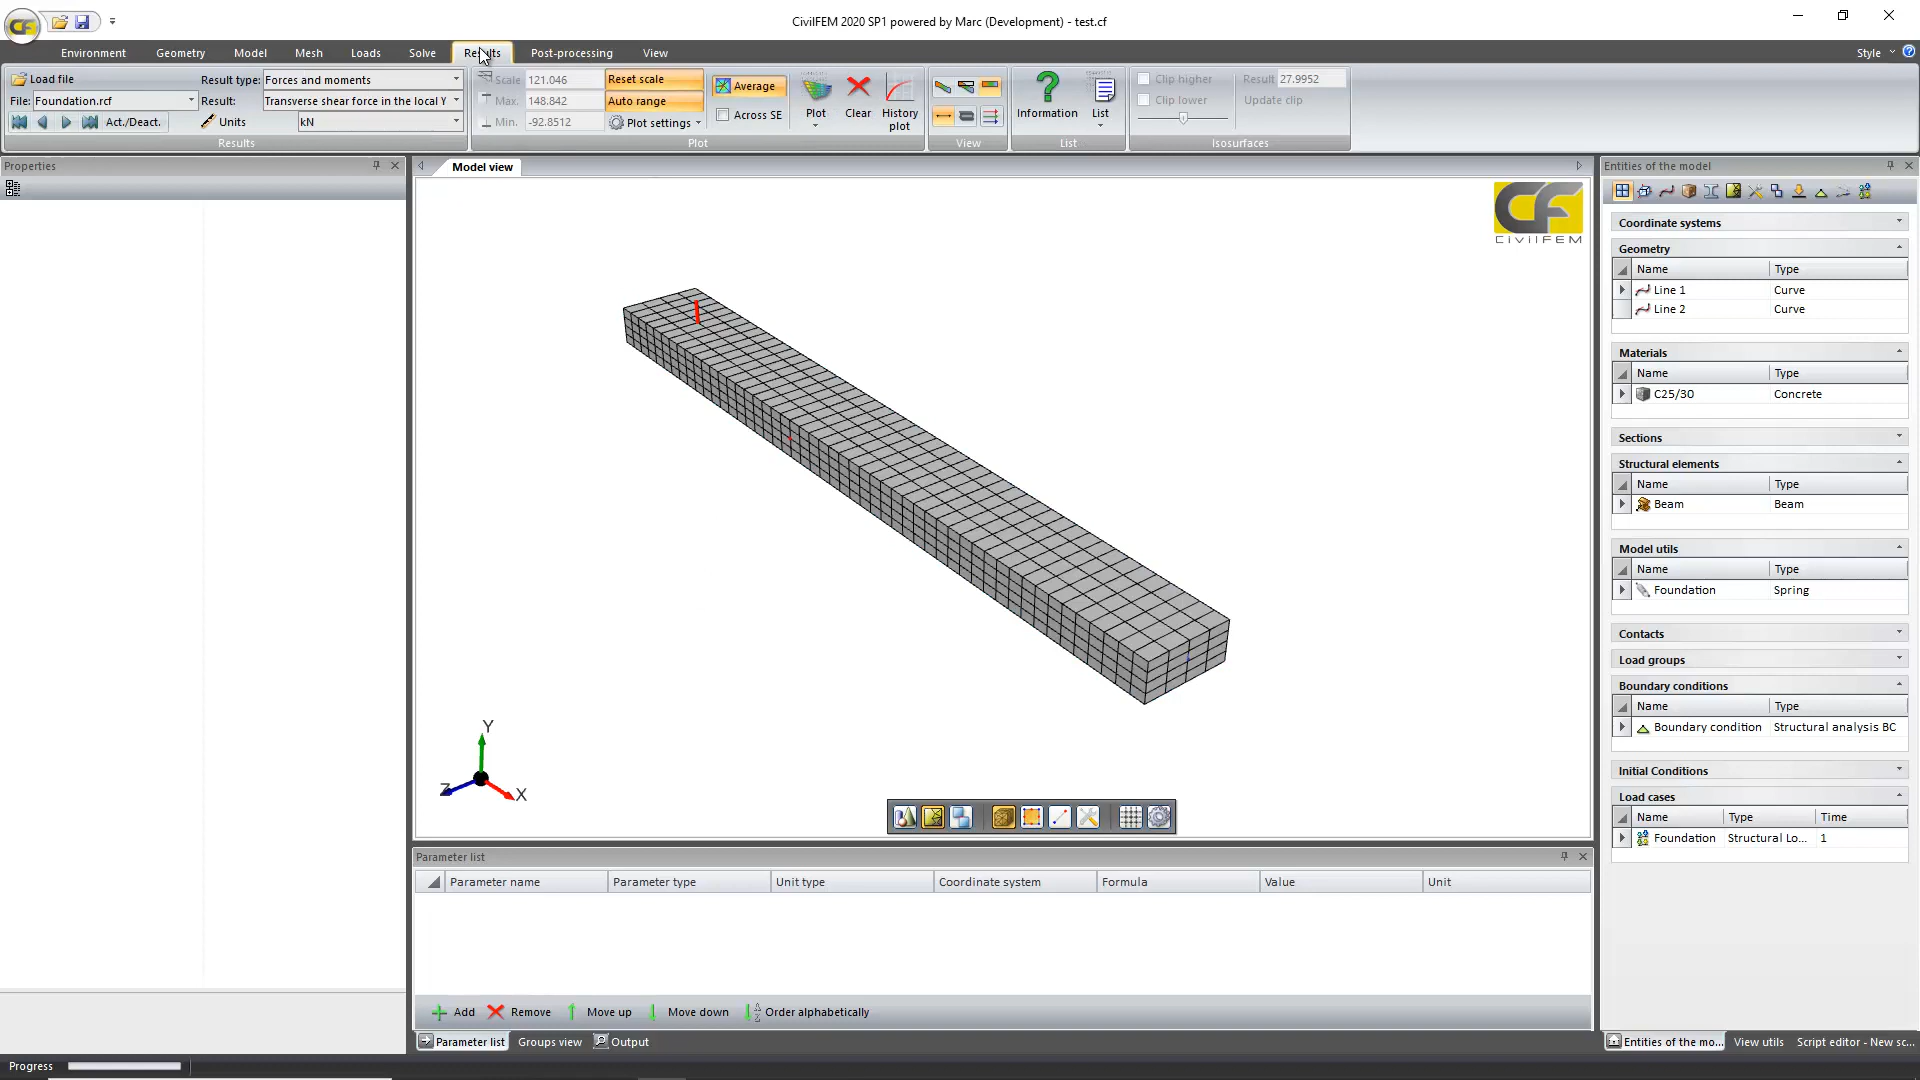 CivilFEM 2020 SP1 powered by Marc (Development) - test.cf
Environment Geometry Model Mesh Loads Solve Results Post-processing View Style
Load file
File: Foundation.rcf
Act./Deact.
Result type: Forces and moments
Result: Transverse shear force in the local Y
Units kN
Results
Scale 121.046
Max. 148.842
Min. -92.8512
Reset scale
Auto range
Plot settings
Average
Across SE
Plot
Clear
History plot
Plot
View
Information
List
List
Clip higher
Clip lower
Result 27.9952
Update clip
Isosurfaces
Properties
Model view
CF
CIVILFEM
Y
Z
X
Entities of the model
Coordinate systems
Geometry
Name Type
Line 1 Curve
Line 2 Curve
Materials
Name Type
C25/30 Concrete
Sections
Structural elements
Name Type
Beam Beam
Model utils
Name Type
Foundation Spring
Contacts
Load groups
Boundary conditions
Name Type
Boundary condition Structural analysis BC
Initial Conditions
Load cases
Name Type Time
Foundation Structural Lo... 1
Parameter list
Parameter name Parameter type Unit type Coordinate system Formula Value Unit
Add Remove Move up Move down Order alphabetically
Parameter list Groups view Output
Entities of the mo... View utils Script editor - New sc...
Progress